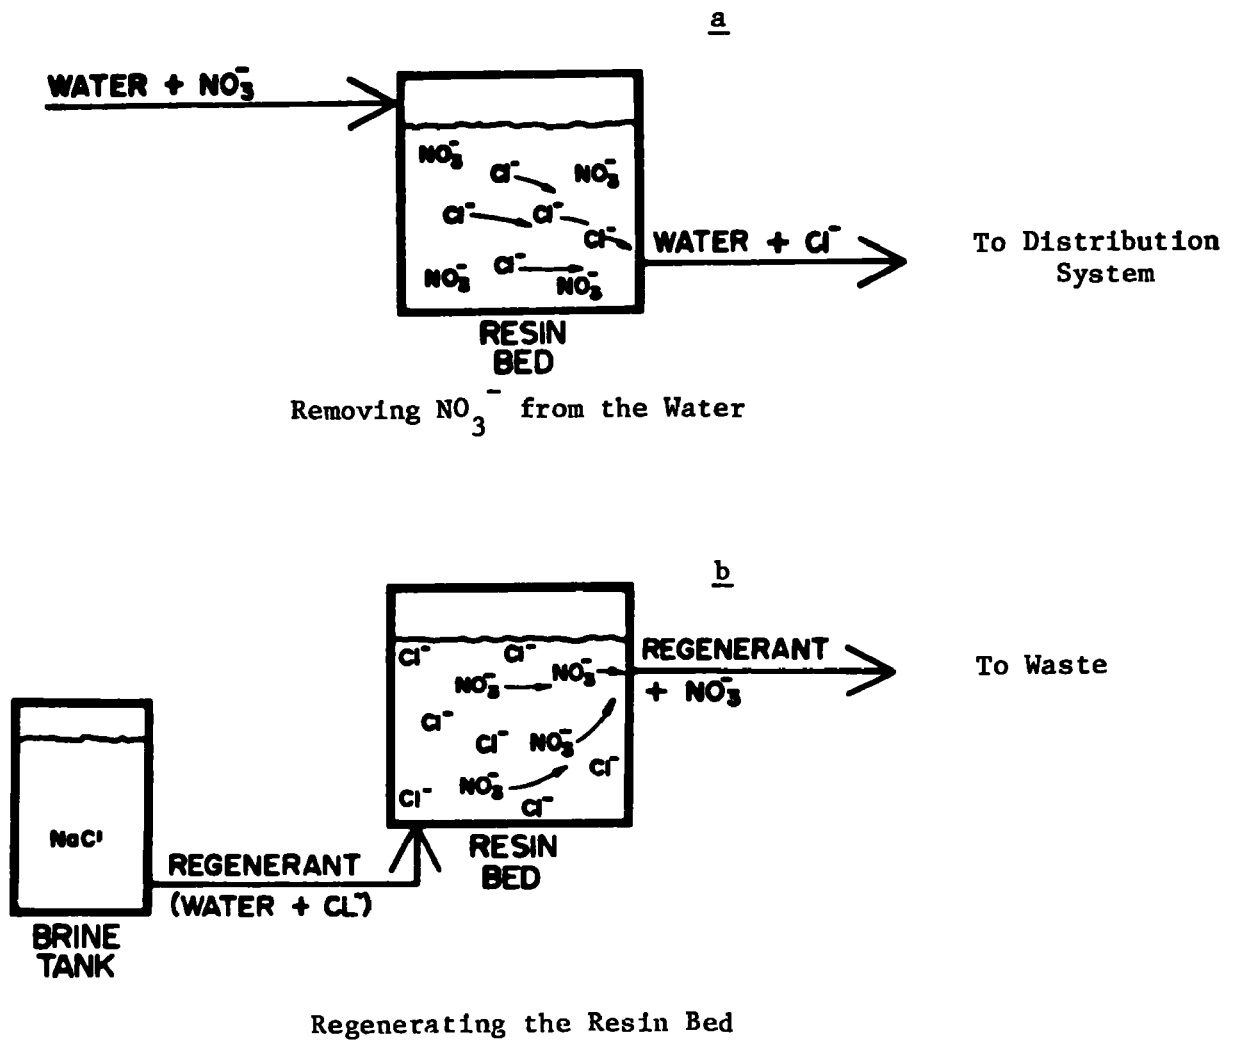 a
WATER + NO₃⁻
NO₃⁻
Cl⁻
NO₃⁻
Cl⁻
Cl⁻
Cl⁻
NO₃⁻
Cl⁻
NO₃⁻
WATER + Cl⁻
To Distribution
System
RESIN
BED
Removing NO₃⁻ from the Water
b
Cl⁻
Cl⁻
NO₃⁻
NO₃⁻
Cl⁻
Cl⁻
NO₃⁻
Cl⁻
NO₃⁻
Cl⁻
Cl⁻
REGENERANT
+ NO₃⁻
To Waste
NaCl
REGENERANT
(WATER + CL⁻)
RESIN
BED
BRINE
TANK
Regenerating the Resin Bed